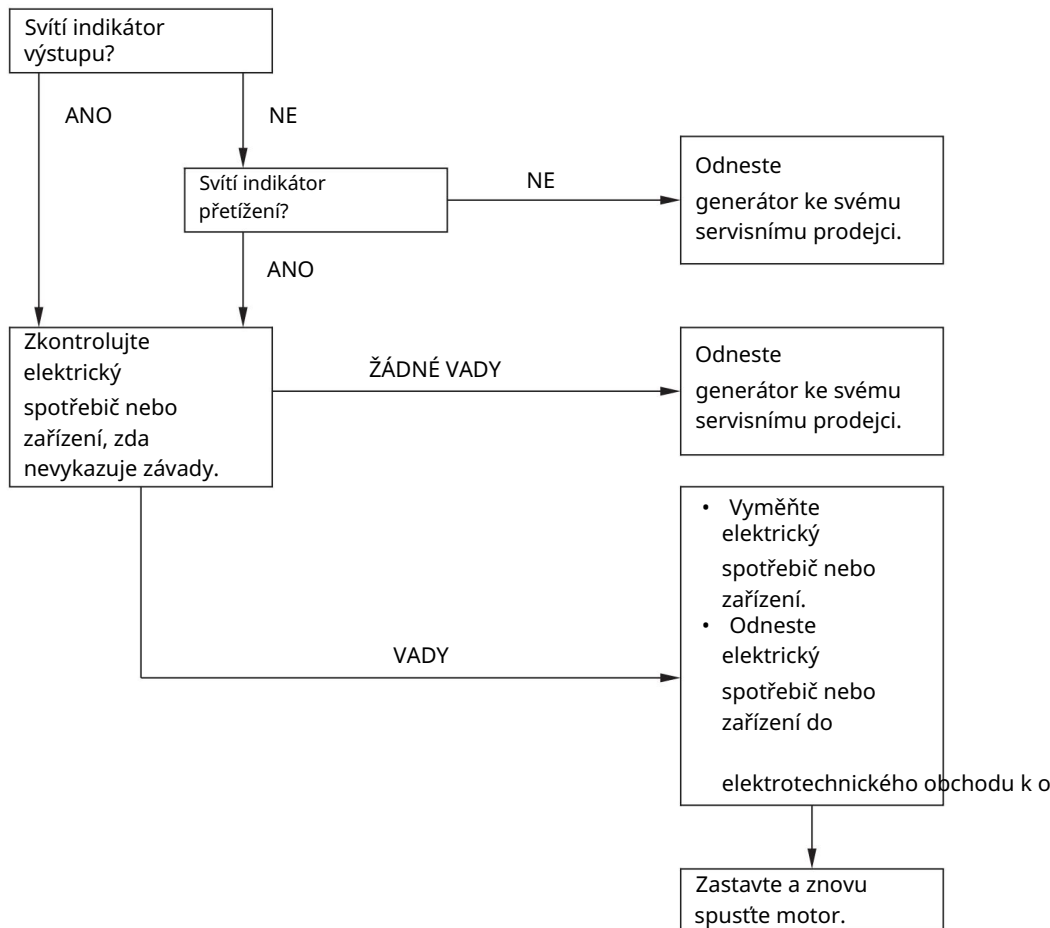 Svítí indikátor
výstupu?
ANO
NE
Svítí indikátor
přetížení?
NE
Odneste
generátor ke svému
servisnímu prodejci.
ANO
Zkontrolujte
elektrický
spotřebič nebo
zařízení, zda
nevykazuje závady.
ŽÁDNÉ VADY
Odneste
generátor ke svému
servisnímu prodejci.
VADY
• Vyměňte
elektrický
spotřebič nebo
zařízení.
• Odneste
elektrický
spotřebič nebo
zařízení do
elektrotechnického obchodu k o
Zastavte a znovu
spusťte motor.